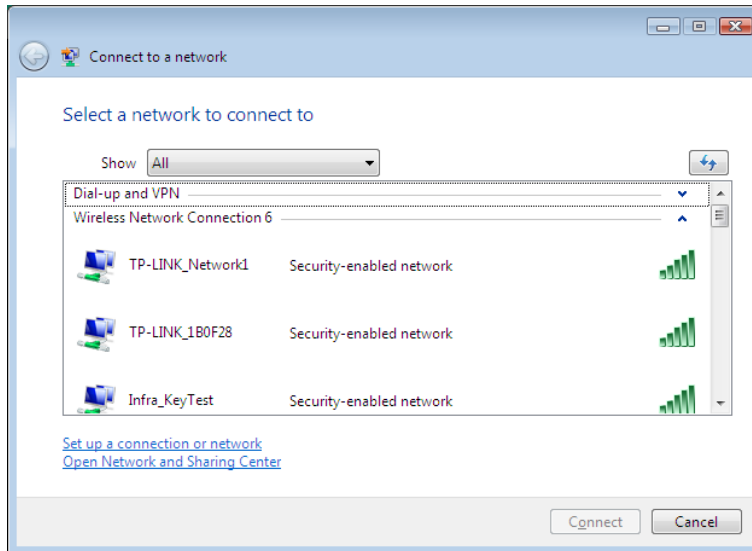 Connect to a network
Select a network to connect to
Show All
Dial-up and VPN
Wireless Network Connection 6
TP-LINK_Network1 Security-enabled network
TP-LINK_1B0F28 Security-enabled network
Infra_KeyTest Security-enabled network
Set up a connection or network
Open Network and Sharing Center
Connect Cancel